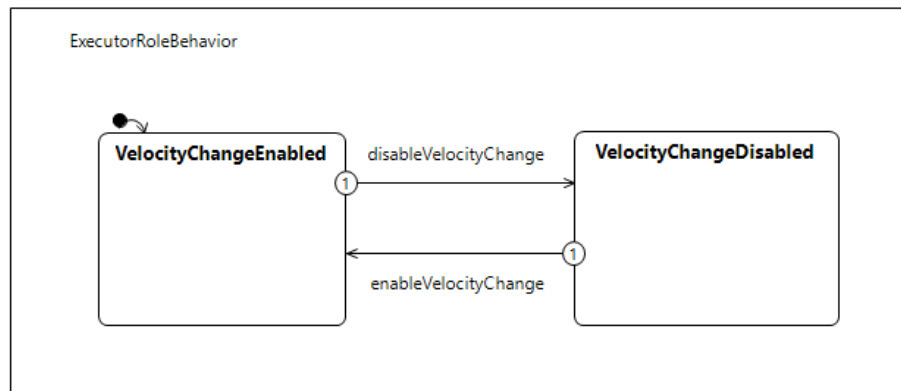 ExecutorRoleBehavior
VelocityChangeEnabled
disableVelocityChange
VelocityChangeDisabled
1
1
enableVelocityChange